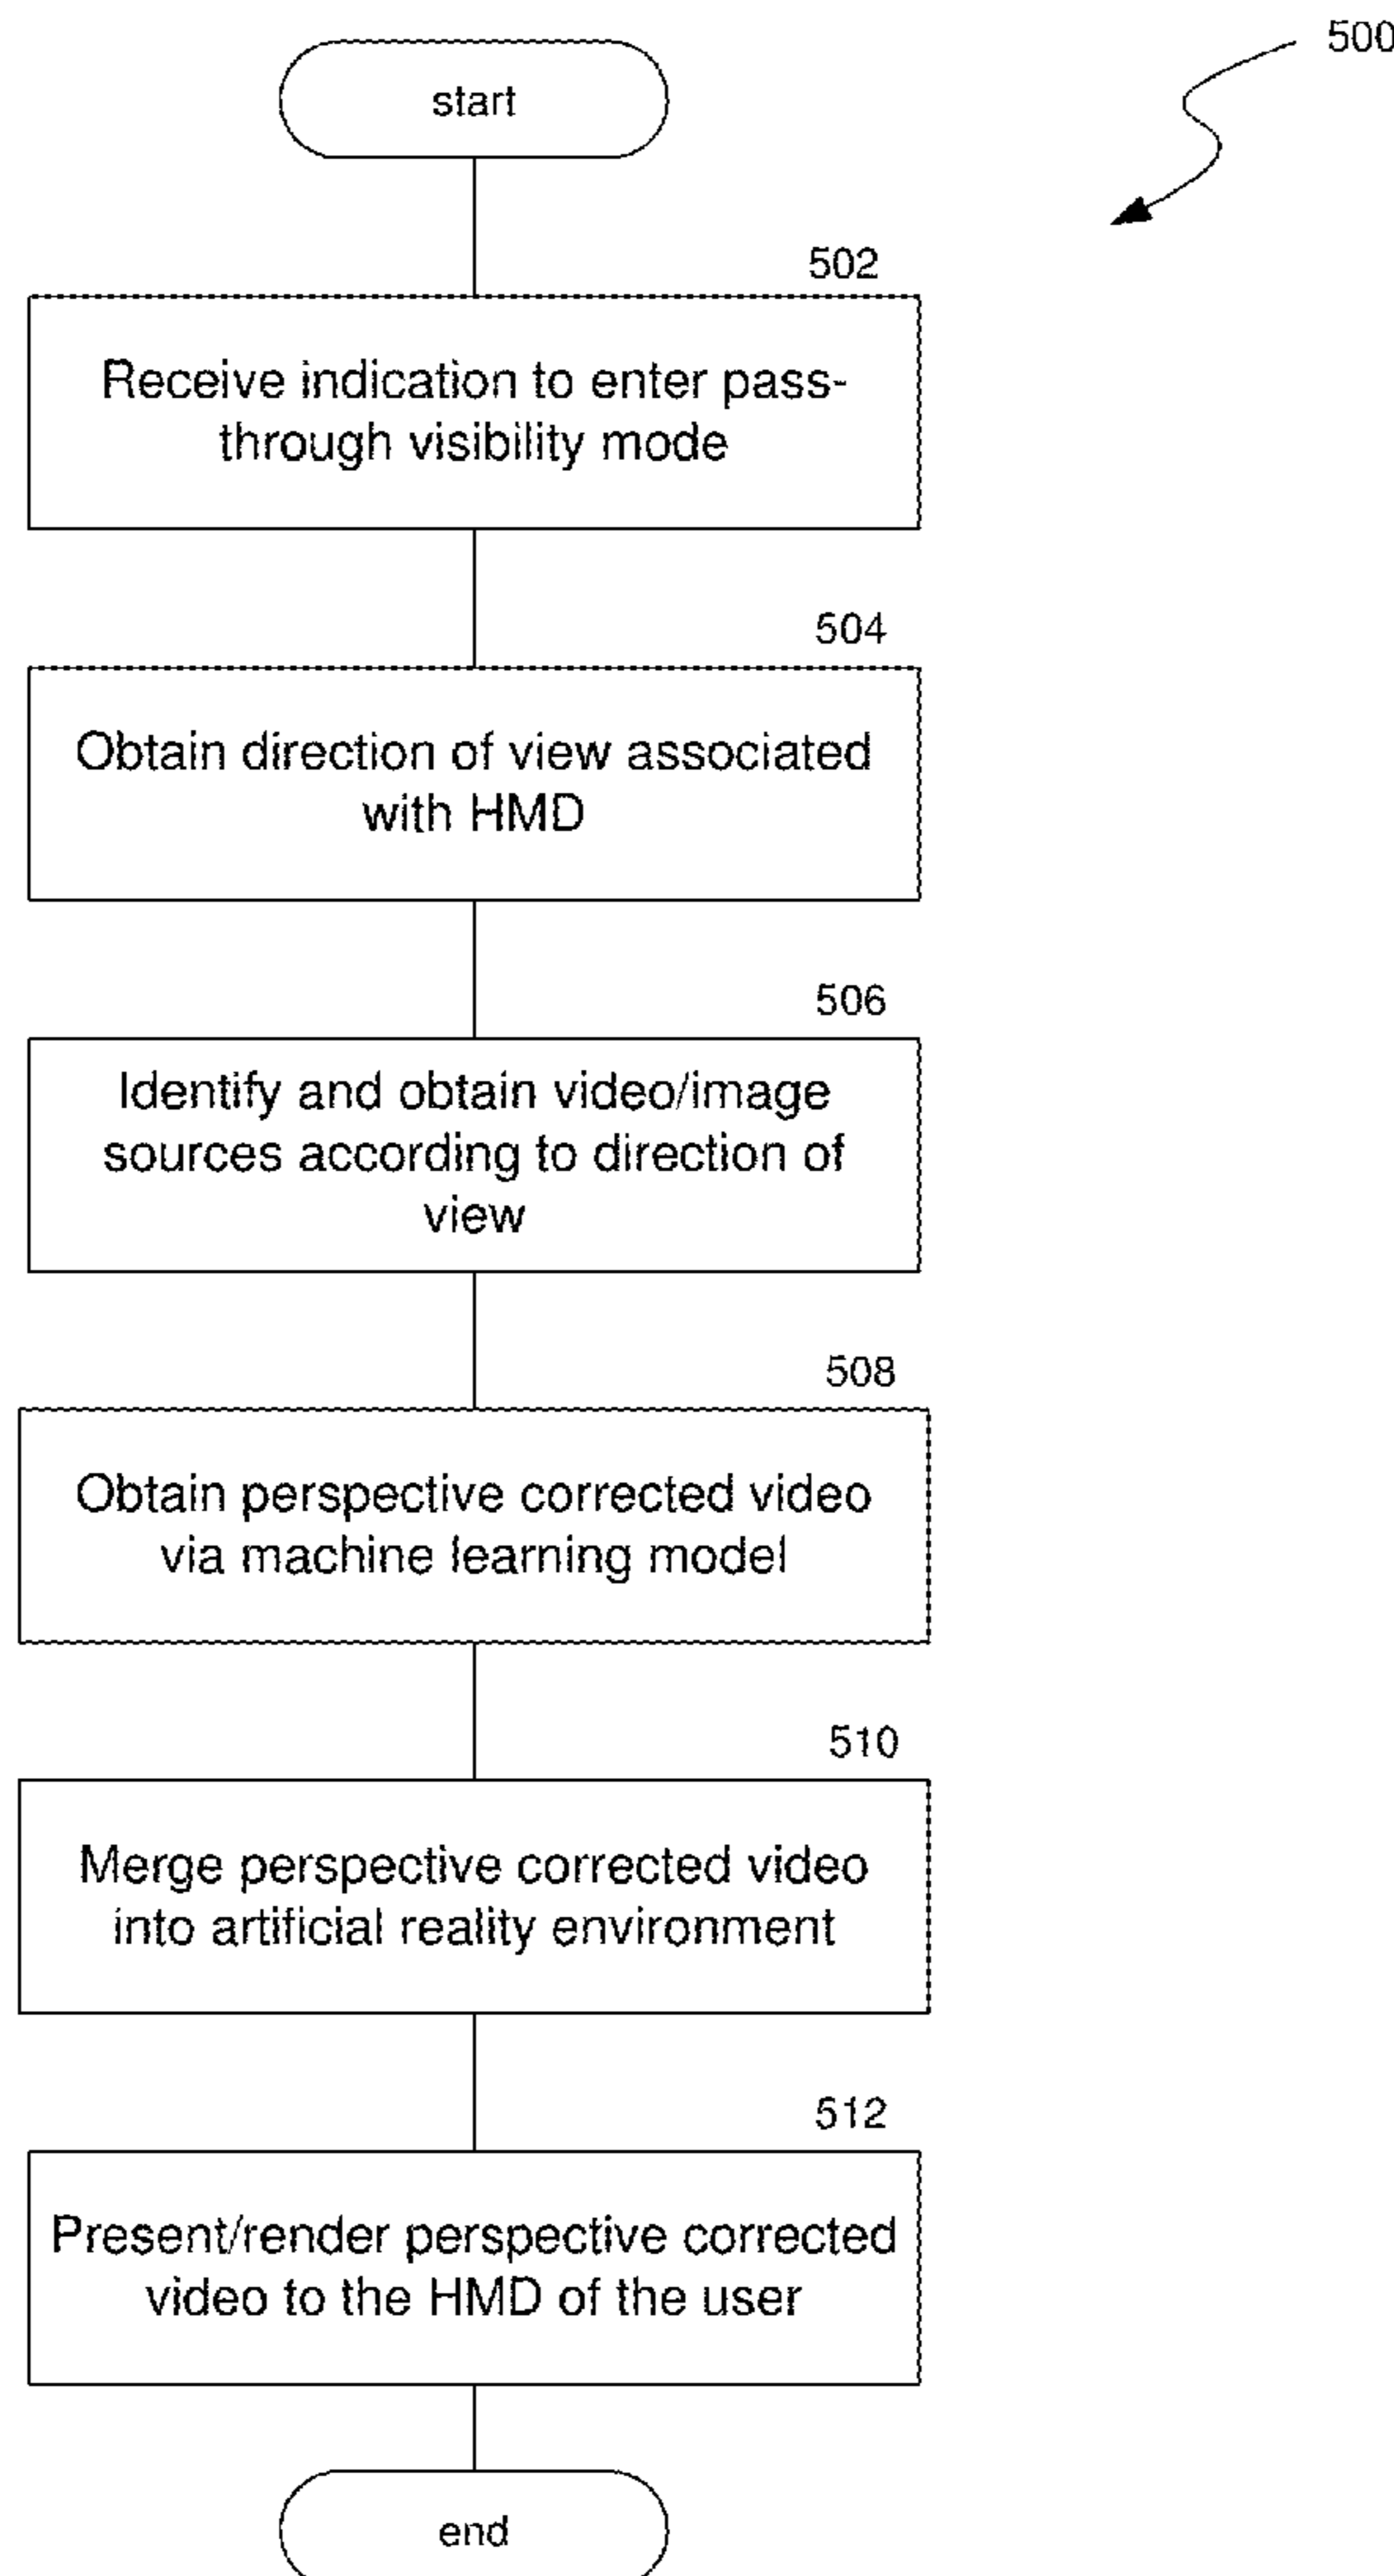 500
start
502
Receive indication to enter pass-
through visibility mode
504
Obtain direction of view associated
with HMD
506
Identify and obtain video/image
sources according to direction of
view
508
Obtain perspective corrected video
via machine learning model
510
Merge perspective corrected video
into artificial reality environment
512
Present/render perspective corrected
video to the HMD of the user
end